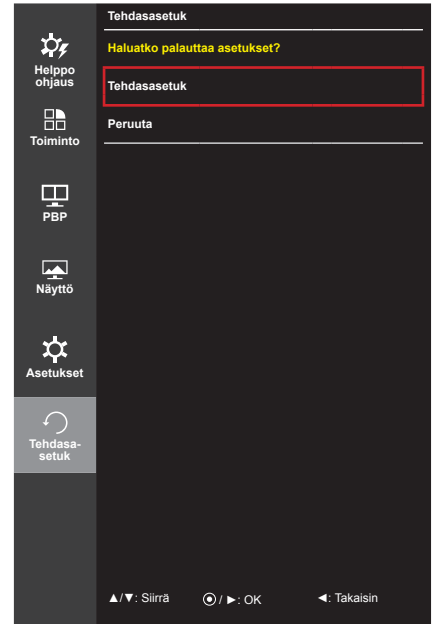 Tehdasasetuk
Haluatko palauttaa asetukset?
Tehdasasetuk
Peruuta
Helppo
ohjaus
Toiminto
PBP
Näyttö
Asetukset
Tehdasa-
setuk
▲/▼: Siirrä ⦿ / ►: OK ◄: Takaisin